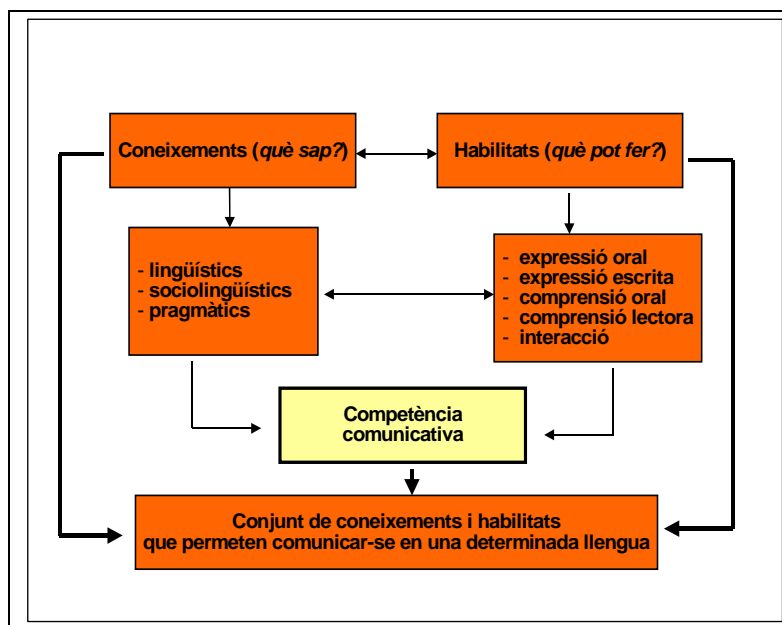 Coneixements (què sap?)
Habilitats (què pot fer?)
- lingüístics
- sociolingüístics
- pragmàtics
- expressió oral
- expressió escrita
- comprensió oral
- comprensió lectora
- interacció
Competència
comunicativa
Conjunt de coneixements i habilitats
que permeten comunicar-se en una determinada llengua